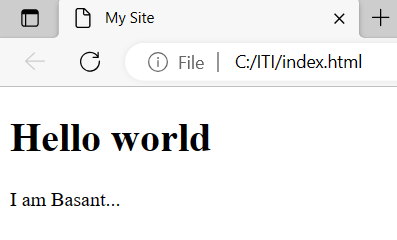 My Site
File
C:/ITI/index.html
Hello world
I am Basant...